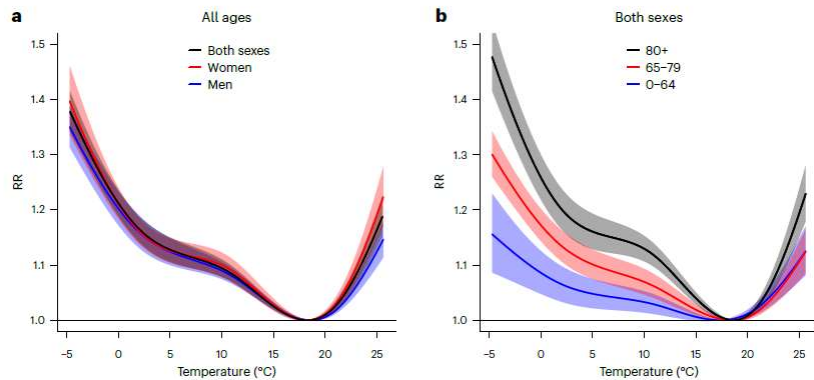 a
All ages
1.5
1.4
1.3
1.2
1.1
1.0
RR
Both sexes
Women
Men
–5 0 5 10 15 20 25
Temperature (°C)
b
Both sexes
1.5
1.4
1.3
1.2
1.1
1.0
RR
80+
65–79
0–64
–5 0 5 10 15 20 25
Temperature (°C)